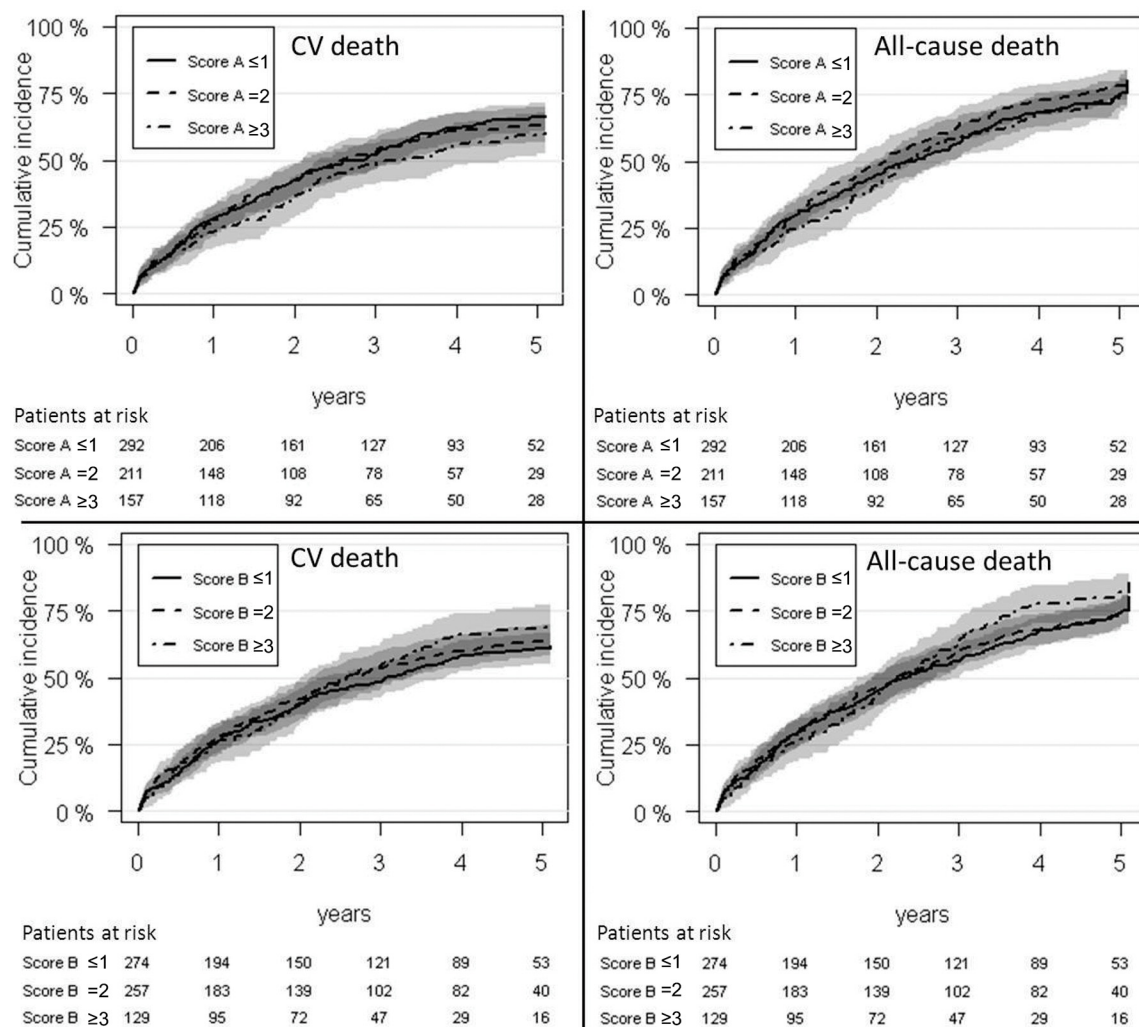 100 %
75 %
50 %
25 %
0 %
Cumulative incidence
CV death
Score A ≤1
Score A =2
Score A ≥3
0 1 2 3 4 5
years
Patients at risk
Score A ≤1 292 206 161 127 93 52
Score A =2 211 148 108 78 57 29
Score A ≥3 157 118 92 65 50 28
100 %
75 %
50 %
25 %
0 %
Cumulative incidence
All-cause death
Score A ≤1
Score A =2
Score A ≥3
0 1 2 3 4 5
years
Patients at risk
Score A ≤1 292 206 161 127 93 52
Score A =2 211 148 108 78 57 29
Score A ≥3 157 118 92 65 50 28
100 %
75 %
50 %
25 %
0 %
Cumulative incidence
CV death
Score B ≤1
Score B =2
Score B ≥3
0 1 2 3 4 5
years
Patients at risk
Score B ≤1 274 194 150 121 89 53
Score B =2 257 183 139 102 82 40
Score B ≥3 129 95 72 47 29 16
100 %
75 %
50 %
25 %
0 %
Cumulative incidence
All-cause death
Score B ≤1
Score B =2
Score B ≥3
0 1 2 3 4 5
years
Patients at risk
Score B ≤1 274 194 150 121 89 53
Score B =2 257 183 139 102 82 40
Score B ≥3 129 95 72 47 29 16